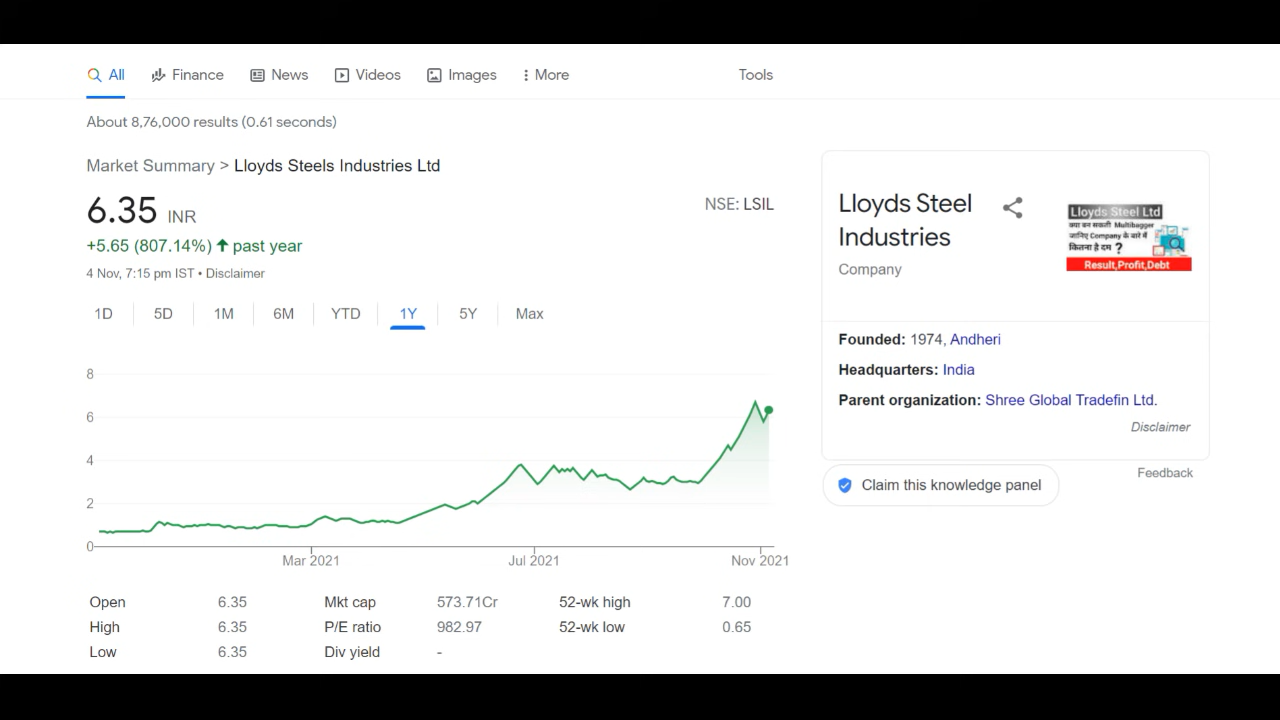 All Finance News Videos Images More Tools
About 8,76,000 results (0.61 seconds)
Market Summary > Lloyds Steels Industries Ltd
6.35 INR
NSE: LSIL
+5.65 (807.14%) ↑ past year
4 Nov, 7:15 pm IST • Disclaimer
1D 5D 1M 6M YTD 1Y 5Y Max
8
6
4
2
0
Mar 2021 Jul 2021 Nov 2021
Open 6.35 Mkt cap 573.71Cr 52-wk high 7.00
High 6.35 P/E ratio 982.97 52-wk low 0.65
Low 6.35 Div yield -
Lloyds Steel
Industries
Company
Lloyds Steel Ltd
क्या बन सकती Multibagger
जानिए Company के बारे में
कितना है दम ?
Result,Profit,Debt
Founded: 1974, Andheri
Headquarters: India
Parent organization: Shree Global Tradefin Ltd.
Disclaimer
Feedback
Claim this knowledge panel